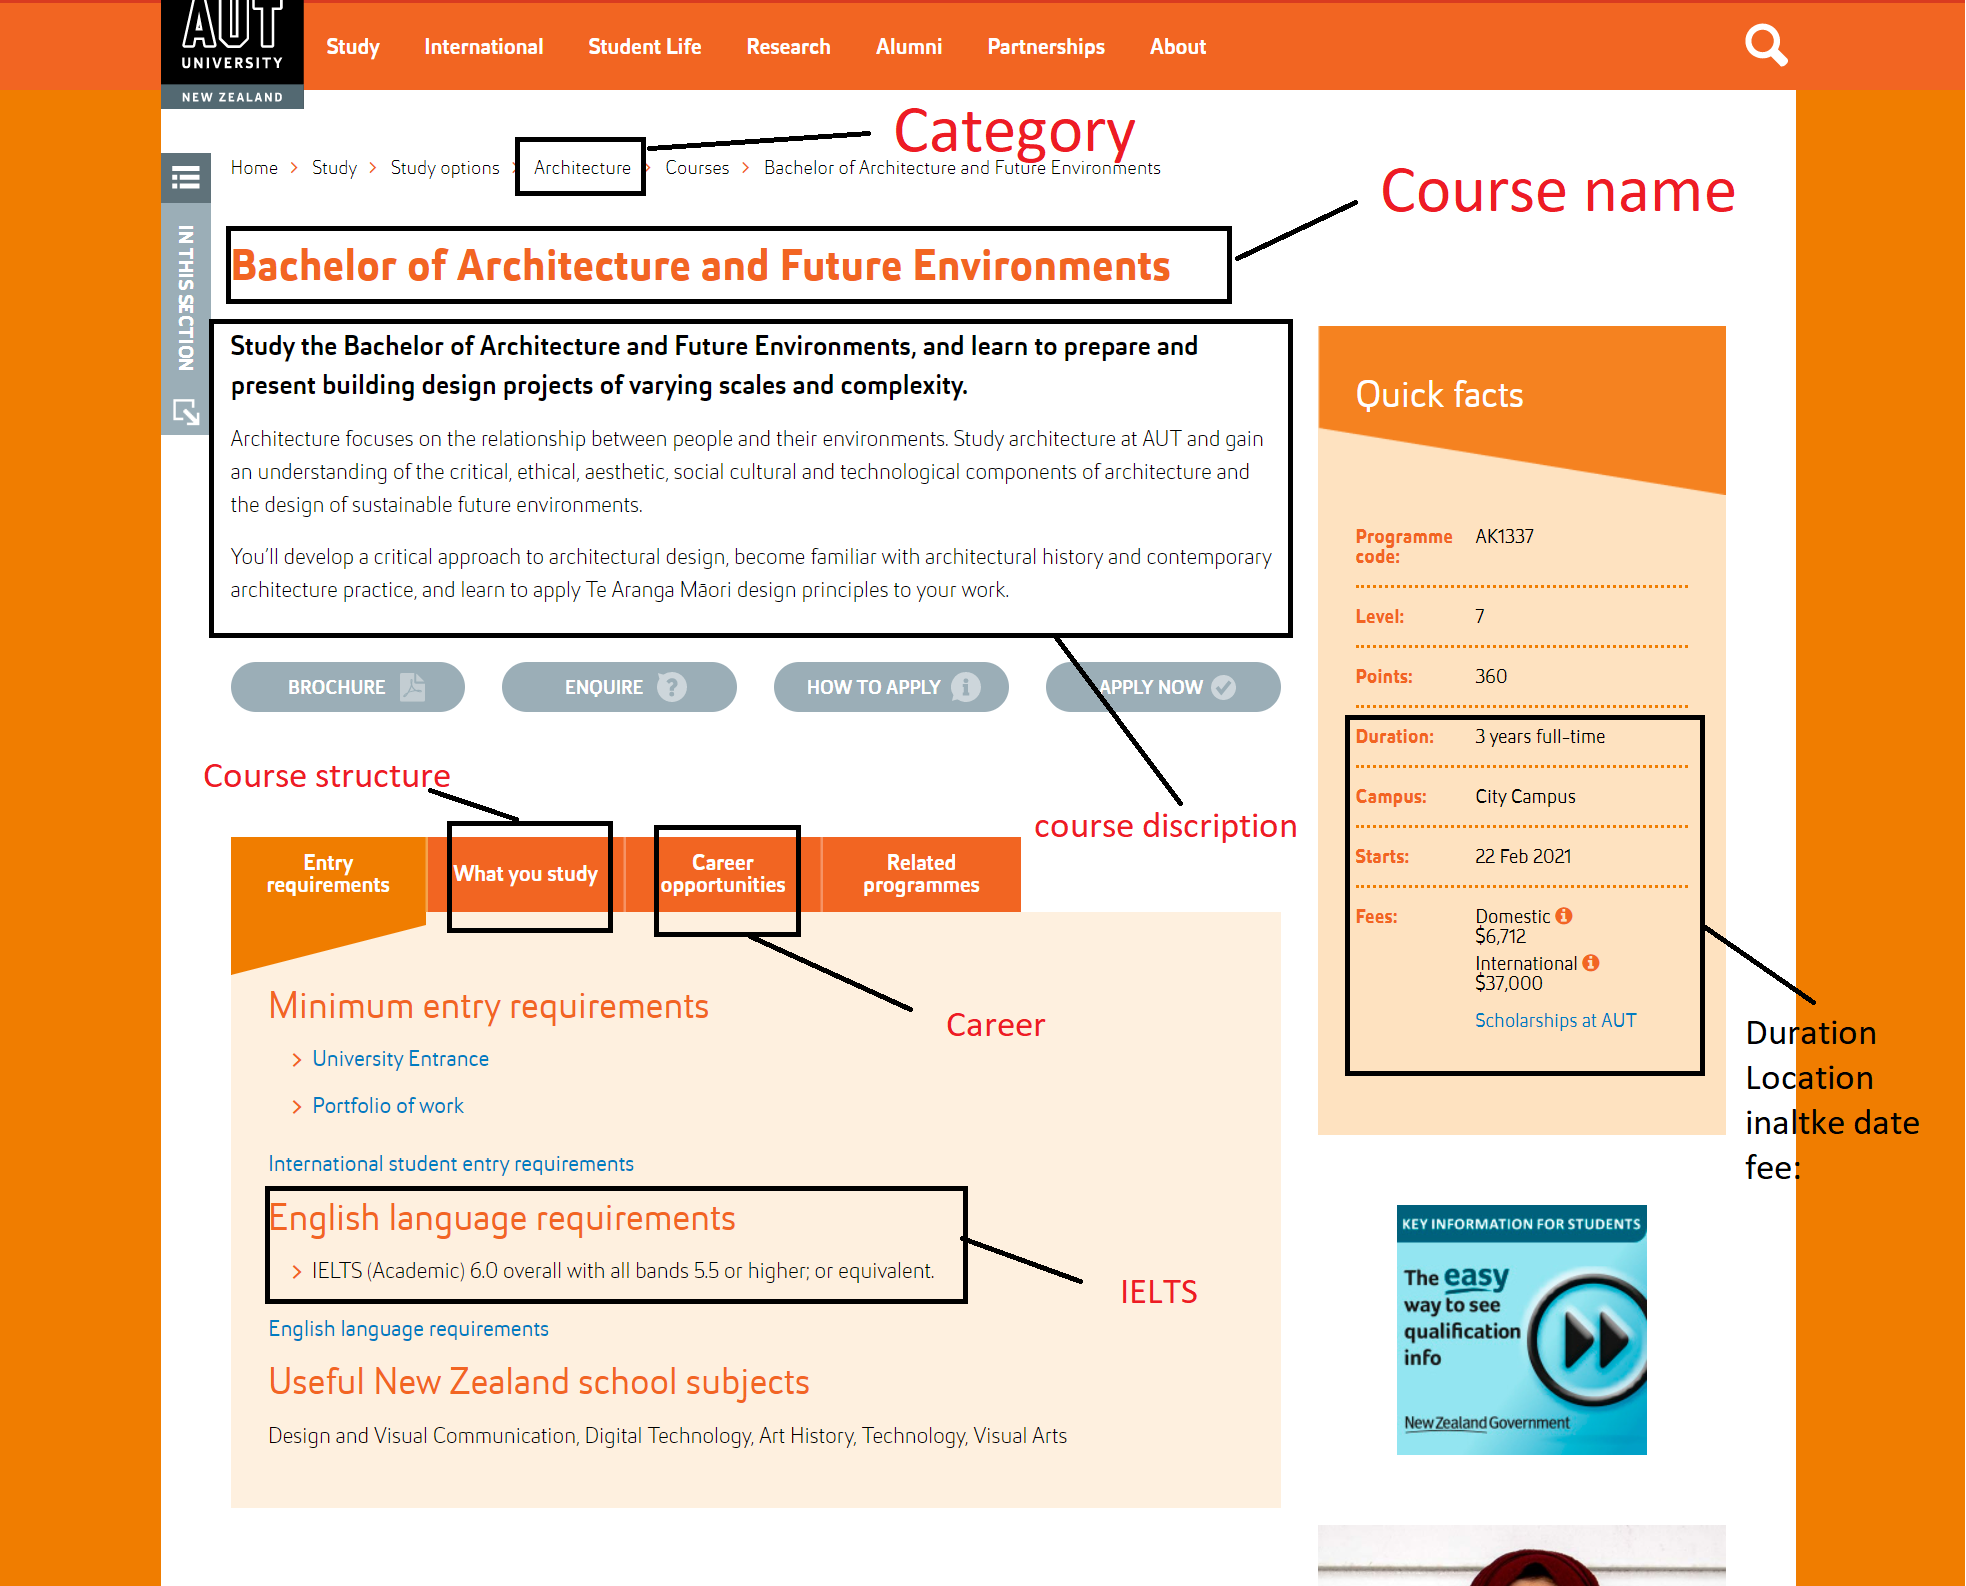 AUT
UNIVERSITY
NEW ZEALAND
Study International Student Life Research Alumni Partnerships About
Category
Home > Study > Study options > Architecture > Courses > Bachelor of Architecture and Future Environments
Course name
IN THIS SECTION
Bachelor of Architecture and Future Environments
Study the Bachelor of Architecture and Future Environments, and learn to prepare and
present building design projects of varying scales and complexity.
Architecture focuses on the relationship between people and their environments. Study architecture at AUT and gain
an understanding of the critical, ethical, aesthetic, social cultural and technological components of architecture and
the design of sustainable future environments.
You'll develop a critical approach to architectural design, become familiar with architectural history and contemporary
architecture practice, and learn to apply Te Aranga Māori design principles to your work.
BROCHURE ENQUIRE HOW TO APPLY APPLY NOW
Course structure
course discription
Entry
requirements
What you study
Career
opportunities
Related
programmes
Career
Minimum entry requirements
> University Entrance
> Portfolio of work
International student entry requirements
English language requirements
> IELTS (Academic) 6.0 overall with all bands 5.5 or higher; or equivalent.
IELTS
English language requirements
Useful New Zealand school subjects
Design and Visual Communication, Digital Technology, Art History, Technology, Visual Arts
Quick facts
Programme
code:
AK1337
Level: 7
Points: 360
Duration: 3 years full-time
Campus: City Campus
Starts: 22 Feb 2021
Fees: Domestic
$6,712
International
$37,000
Scholarships at AUT
Duration
Location
inaltke date
fee:
KEY INFORMATION FOR STUDENTS
The easy
way to see
qualification
info
New Zealand Government